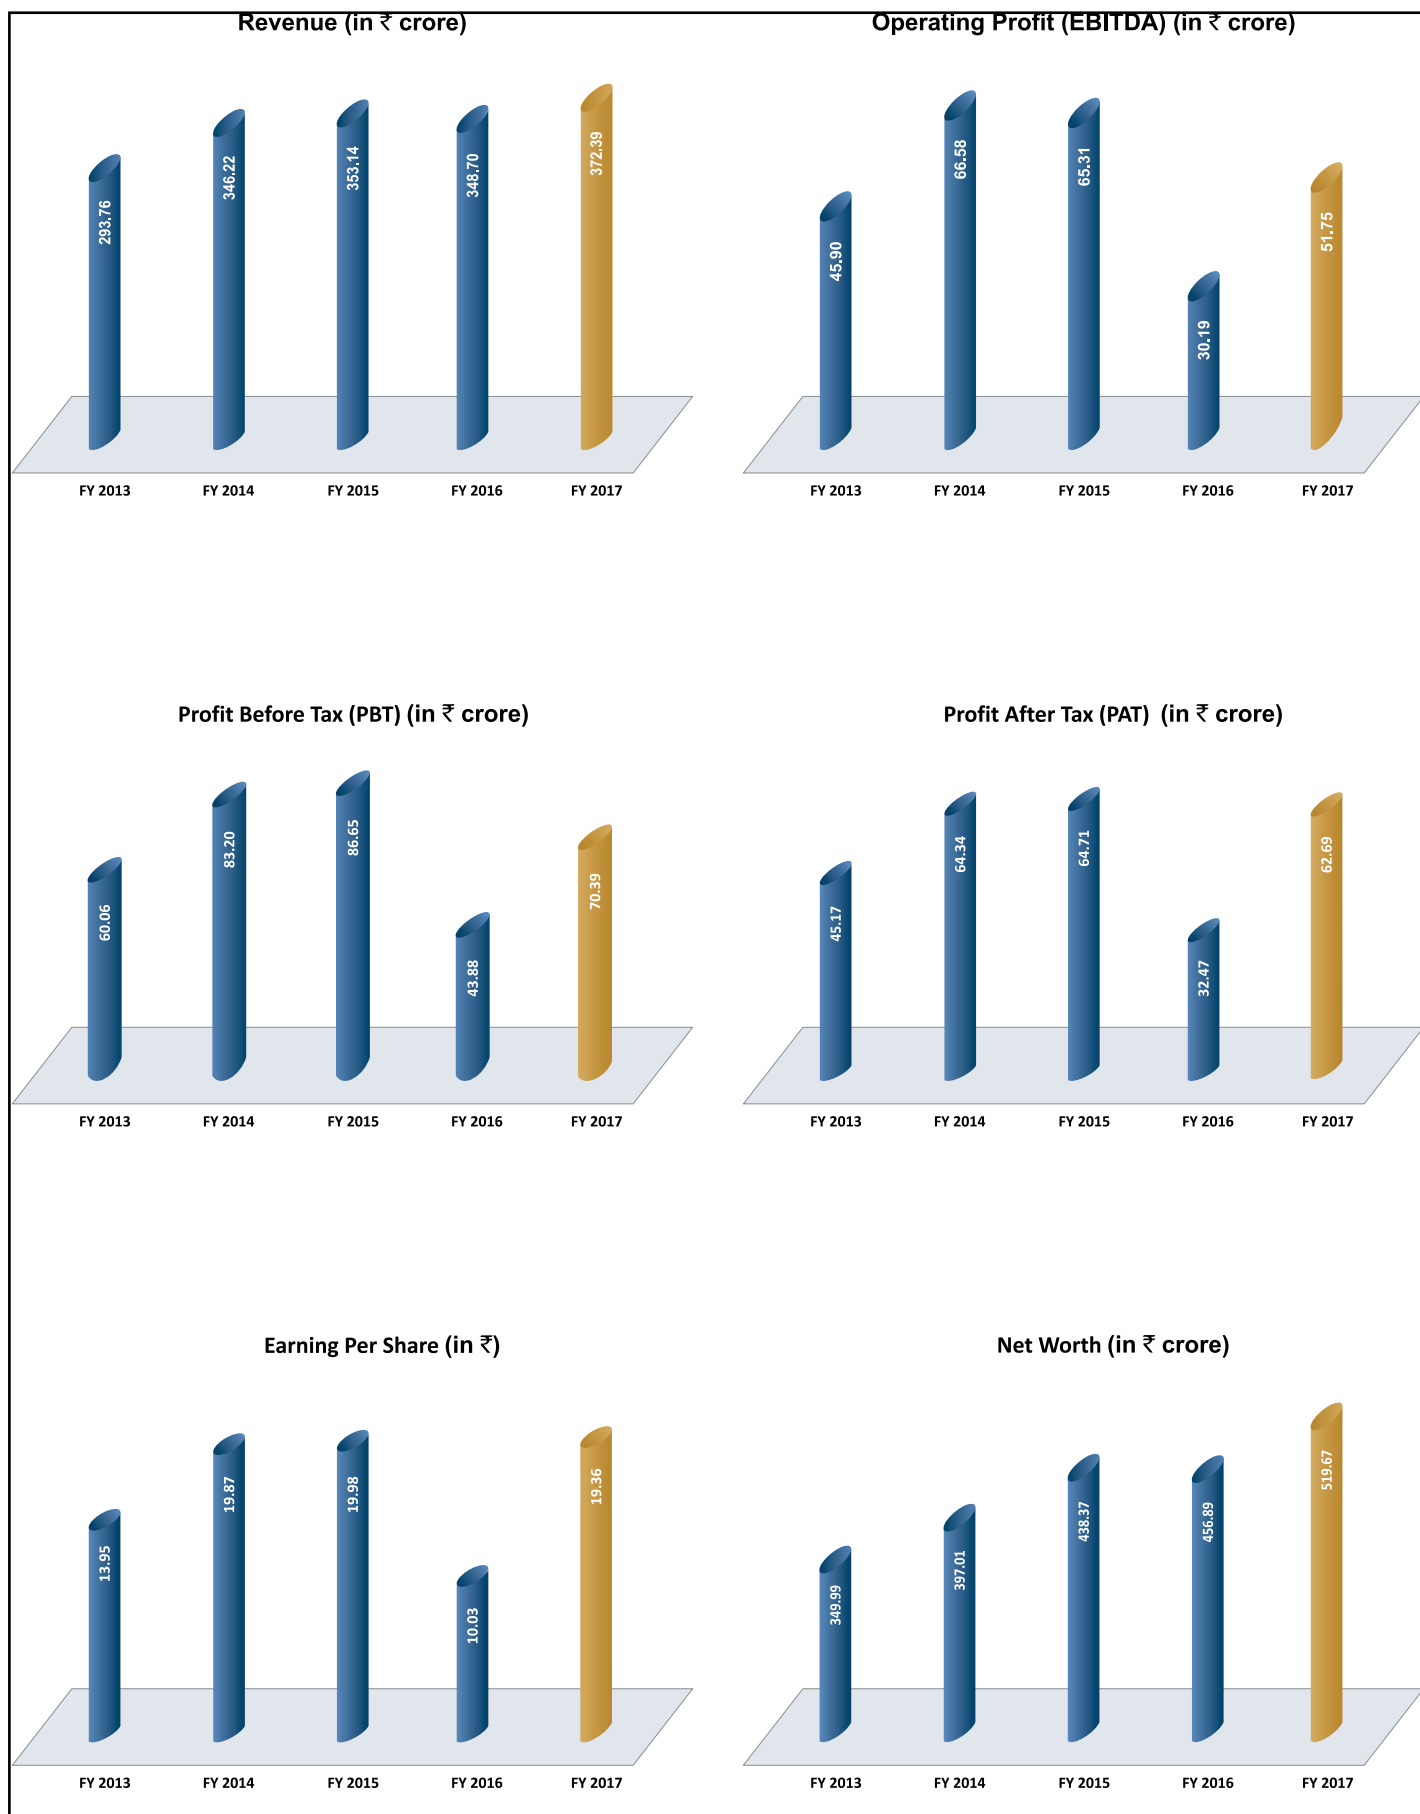 Revenue (in ₹ crore)
293.76
346.22
353.14
348.70
372.39
FY 2013 FY 2014 FY 2015 FY 2016 FY 2017
Operating Profit (EBITDA) (in ₹ crore)
45.90
66.58
65.31
30.19
51.75
FY 2013 FY 2014 FY 2015 FY 2016 FY 2017
Profit Before Tax (PBT) (in ₹ crore)
60.06
83.20
86.65
43.88
70.39
FY 2013 FY 2014 FY 2015 FY 2016 FY 2017
Profit After Tax (PAT) (in ₹ crore)
45.17
64.34
64.71
32.47
62.69
FY 2013 FY 2014 FY 2015 FY 2016 FY 2017
Earning Per Share (in ₹)
13.95
19.87
19.98
10.03
19.36
FY 2013 FY 2014 FY 2015 FY 2016 FY 2017
Net Worth (in ₹ crore)
349.99
397.01
438.37
456.89
519.67
FY 2013 FY 2014 FY 2015 FY 2016 FY 2017